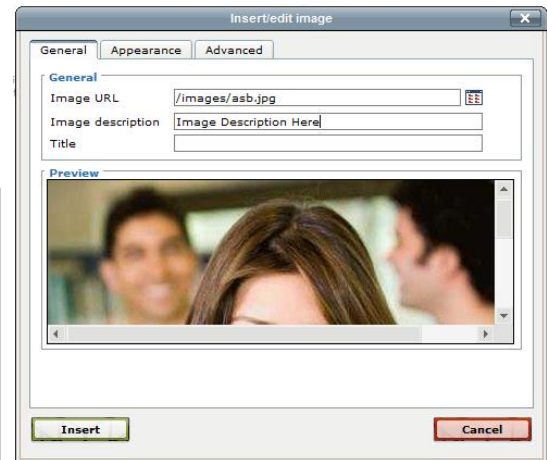 Insert/edit image
General Appearance Advanced
General
Image URL /images/asb.jpg
Image description Image Description Here
Title
Preview
Insert Cancel